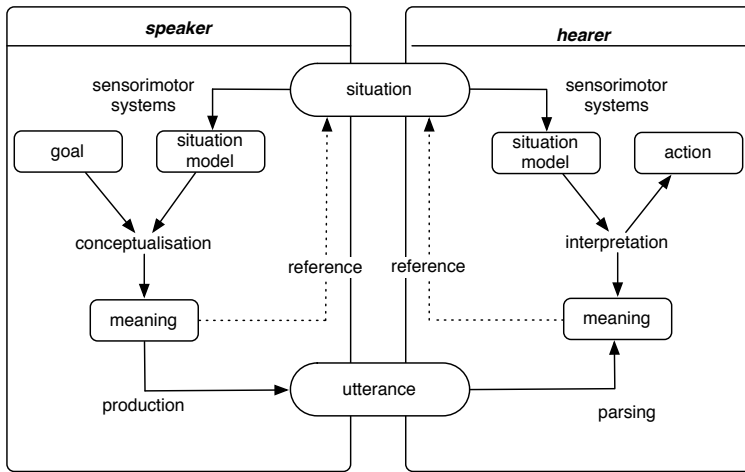 speaker
hearer
sensorimotor
systems
situation
sensorimotor
systems
goal
situation
model
situation
model
action
conceptualisation
interpretation
reference
reference
meaning
meaning
utterance
production
parsing